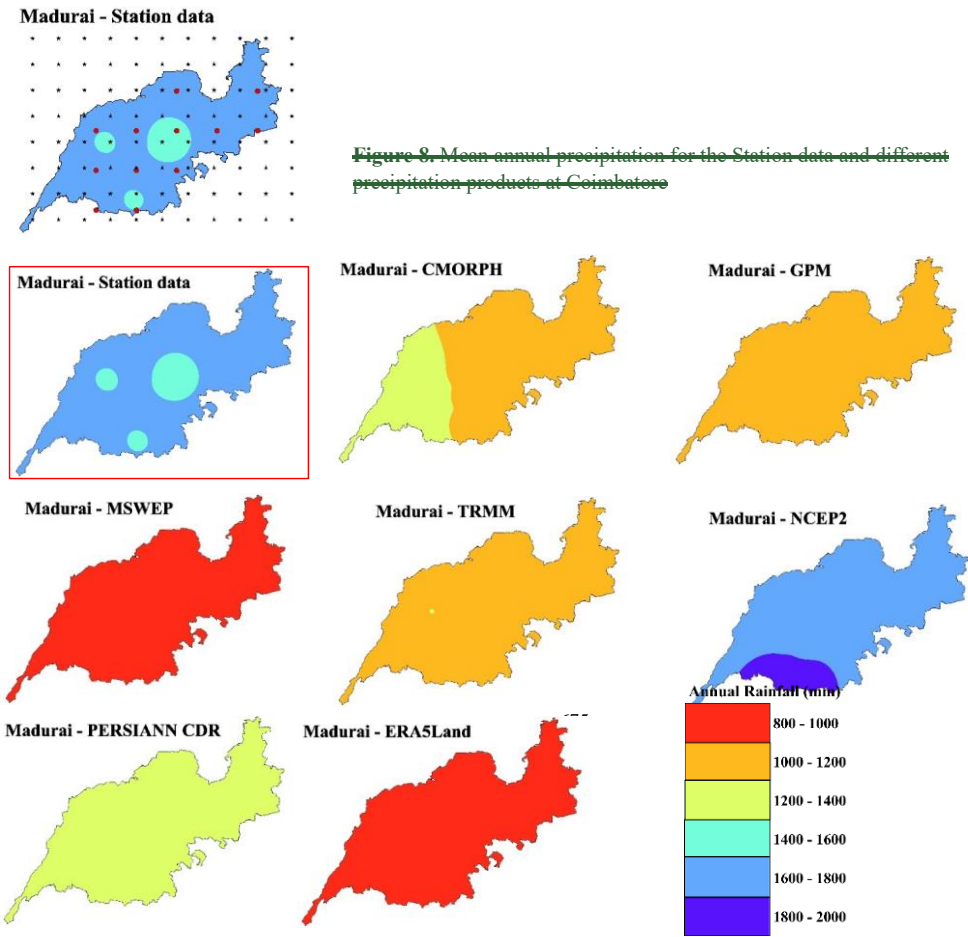 Madurai - Station data
Figure 8. Mean annual precipitation for the Station data and different
precipitation products at Coimbatore
Madurai - Station data
Madurai - CMORPH
Madurai - GPM
Madurai - MSWEP
Madurai - TRMM
Madurai - NCEP2
Madurai - PERSIANN CDR
Madurai - ERA5Land
Annual Rainfall (mm)
800 - 1000
1000 - 1200
1200 - 1400
1400 - 1600
1600 - 1800
1800 - 2000